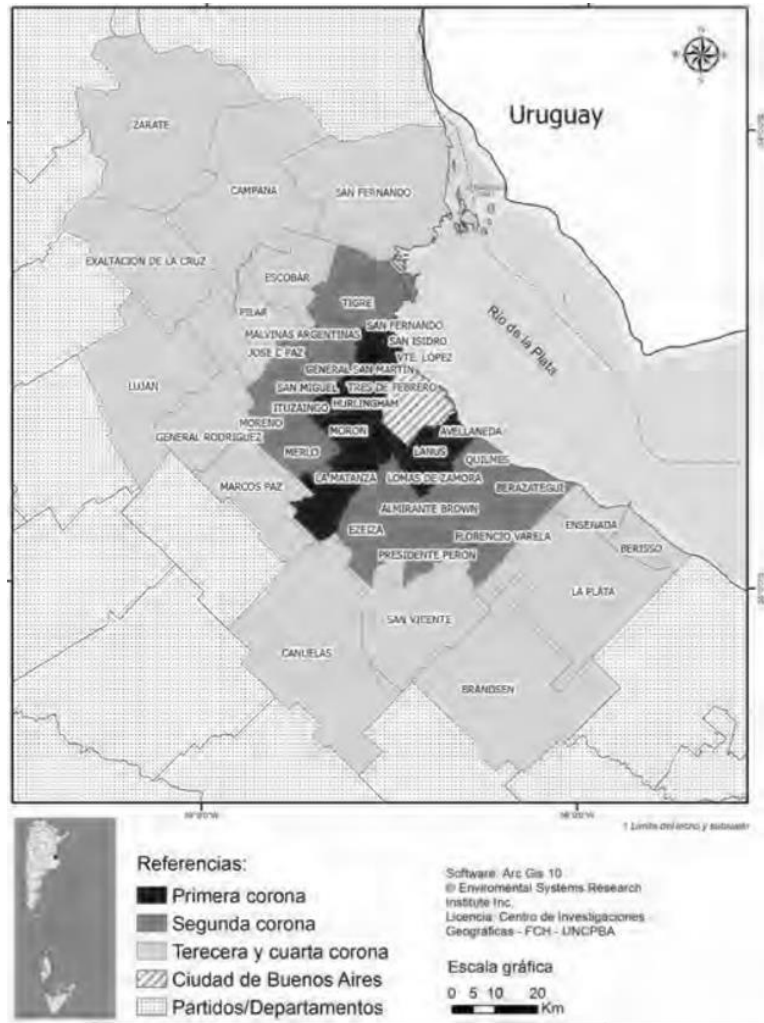 Uruguay
ZARATE
CAMPANA
SAN FERNANDO
EXALTACION DE LA CRUZ
ESCOBAR
PILAR
TIGRE
Rio de la Plata
SAN FERNANDO
MALVINAS ARGENTINAS
SAN ISIDRO
JOSE C PAZ
VTE. LOPEZ
GENERAL SAN MARTIN
LUJAN
SAN MIGUEL
TRES DE FEBRERO
HURLINGHAM
ITUZAINGO
MORENO
MORON
AVELLANEDA
GENERAL RODRIGUEZ
MERLO
LANUS
QUILMES
MARCOS PAZ
LA MATANZA
LOMAS DE ZAMORA
BERAZATEGUI
ALMIRANTE BROWN
EZEIZA
FLORENCIO VARELA
ENSENADA
BERISSO
PRESIDENTE PERON
LA PLATA
SAN VICENTE
CANUELAS
BRANDSEN
Referencias:
Primera corona
Segunda corona
Terecera y cuarta corona
Ciudad de Buenos Aires
Partidos/Departamentos
Software: Arc Gis 10
© Enviromental Systems Research
Institute Inc.
Licencia: Centro de Investigaciones
Geográficas - FCH - UNCPBA
Escala gráfica
0 5 10 20
Km